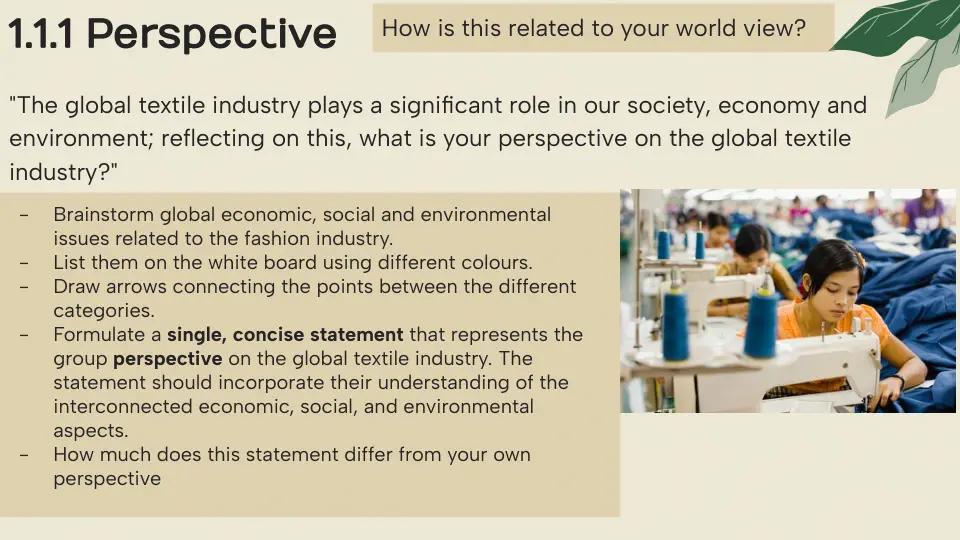 1.1.1 Perspective
How is this related to your world view?
"The global textile industry plays a significant role in our society, economy and
environment; reflecting on this, what is your perspective on the global textile
industry?"
- Brainstorm global economic, social and environmental
issues related to the fashion industry.
- List them on the white board using different colours.
- Draw arrows connecting the points between the different
categories.
- Formulate a single, concise statement that represents the
group perspective on the global textile industry. The
statement should incorporate their understanding of the
interconnected economic, social, and environmental
aspects.
- How much does this statement differ from your own
perspective